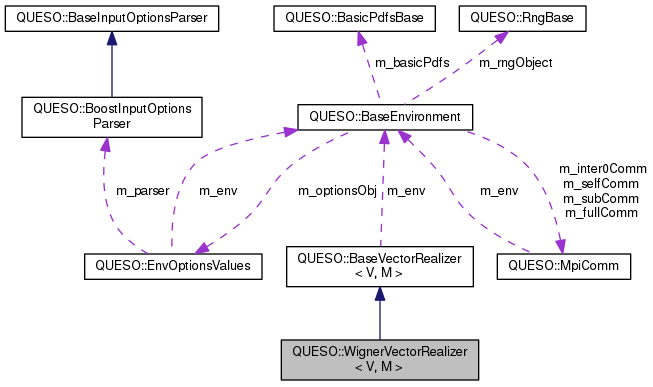 QUESO::BaseInputOptionsParser
QUESO::BasicPdfsBase
QUESO::RngBase
m_basicPdfs
m_rngObject
QUESO::BoostInputOptions
Parser
QUESO::BaseEnvironment
m_parser
m_env
m_optionsObj
m_env
m_env
m_inter0Comm
m_selfComm
m_subComm
m_fullComm
QUESO::EnvOptionsValues
QUESO::BaseVectorRealizer
< V, M >
QUESO::MpiComm
QUESO::WignerVectorRealizer
< V, M >